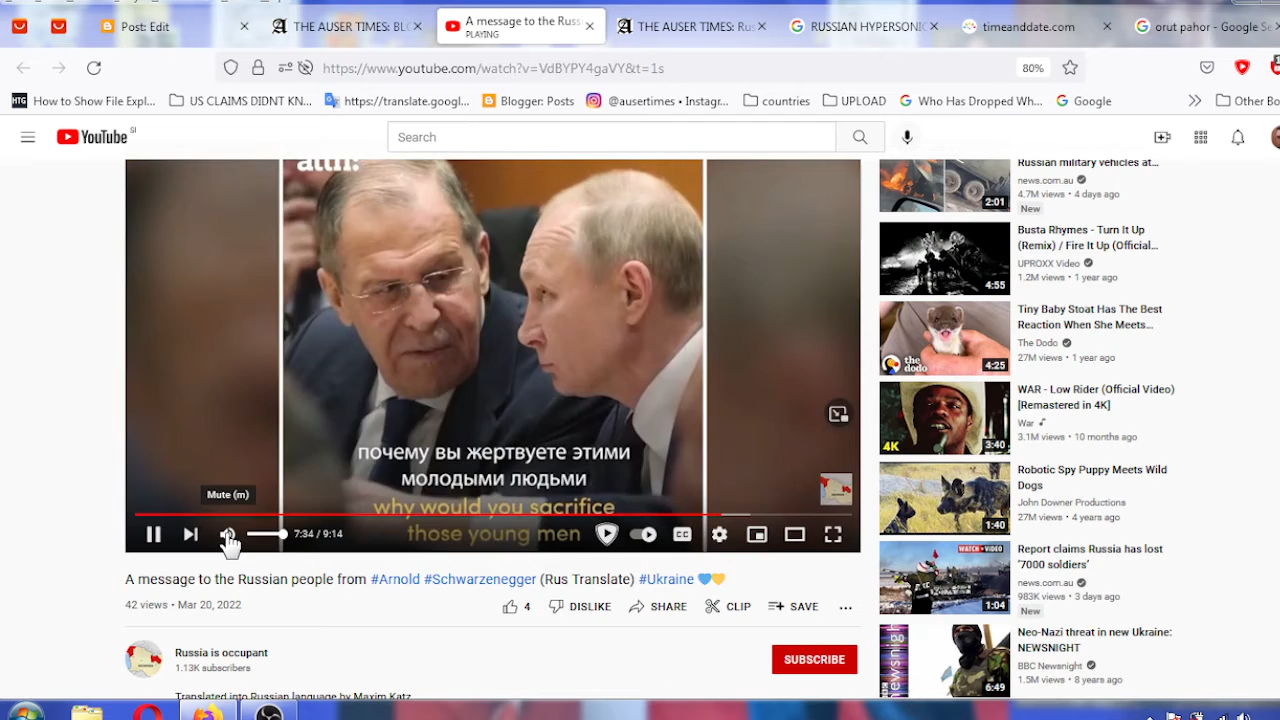 Post: Edit
THE AUSER TIMES: BLO
A message to the Russ
PLAYING
THE AUSER TIMES: Rus
RUSSIAN HYPERSONIC
timeanddate.com
orut pahor - Google Se
https://www.youtube.com/watch?v=VdBYPY4gaVY&t=1s
80%
HTG
How to Show File Expl...
US CLAIMS DIDNT KN...
https://translate.googl...
Blogger: Posts
@ausertimes • Instagr...
countries
UPLOAD
Who Has Dropped Wh...
Google
Other Bo
YouTube
SI
Search
почему вы жертвуете этими
молодыми людьми
why would you sacrifice
those young men
Mute (m)
7:34 / 9:14
A message to the Russian people from #Arnold #Schwarzenegger (Rus Translate) #Ukraine
42 views • Mar 20, 2022
4
DISLIKE
SHARE
CLIP
SAVE
Russia is occupant
1.13K subscribers
SUBSCRIBE
Translated into Russian language by Maxim Katz
Russian military vehicles at...
news.com.au
4.7M views • 4 days ago
New
2:01
Busta Rhymes - Turn It Up
(Remix) / Fire It Up (Official...
UPROXX Video
1.2M views • 1 year ago
4:55
Tiny Baby Stoat Has The Best
Reaction When She Meets...
The Dodo
27M views • 1 year ago
the
dodo
4:25
WAR - Low Rider (Official Video)
[Remastered in 4K]
War
3.1M views • 10 months ago
4K
3:40
Robotic Spy Puppy Meets Wild
Dogs
John Downer Productions
27M views • 4 years ago
1:40
Report claims Russia has lost
'7000 soldiers'
news.com.au
983K views • 3 days ago
New
WATCH VIDEO
1:04
Neo-Nazi threat in new Ukraine:
NEWSNIGHT
BBC Newsnight
1.5M views • 8 years ago
newsnigh
6:49